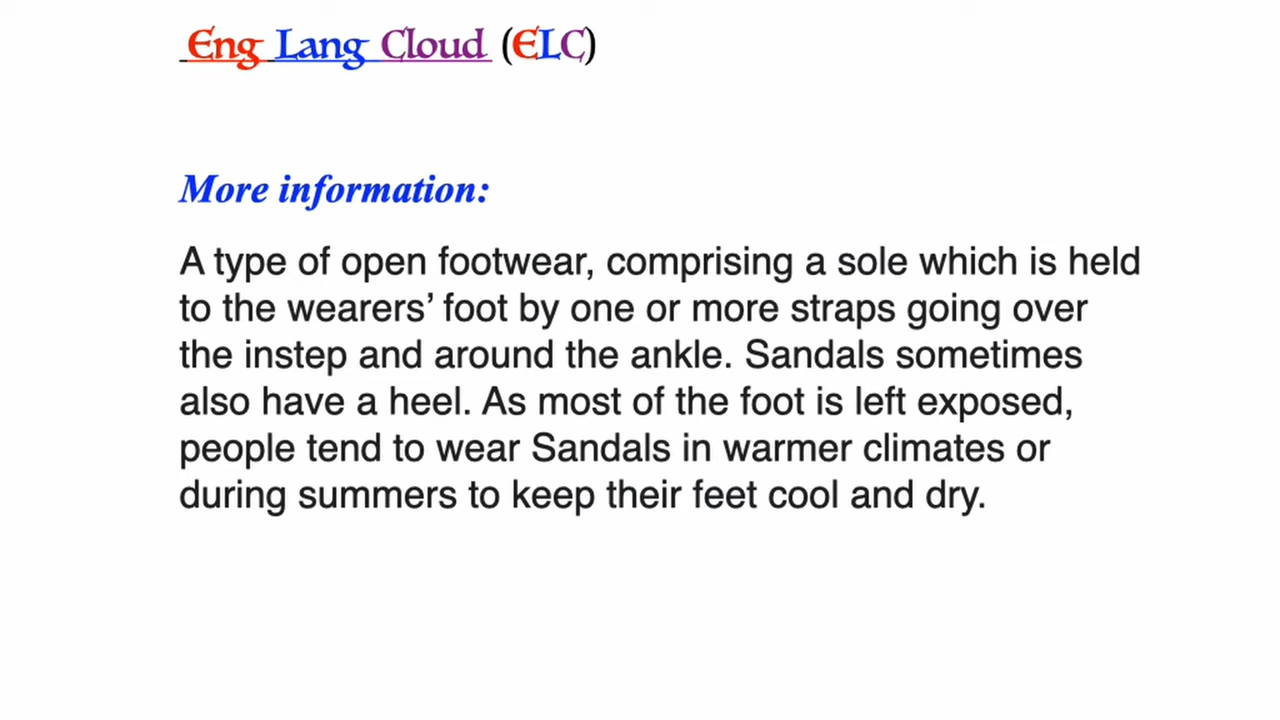 Eng Lang Cloud (ELC)
More information:
A type of open footwear, comprising a sole which is held
to the wearers’ foot by one or more straps going over
the instep and around the ankle. Sandals sometimes
also have a heel. As most of the foot is left exposed,
people tend to wear Sandals in warmer climates or
during summers to keep their feet cool and dry.